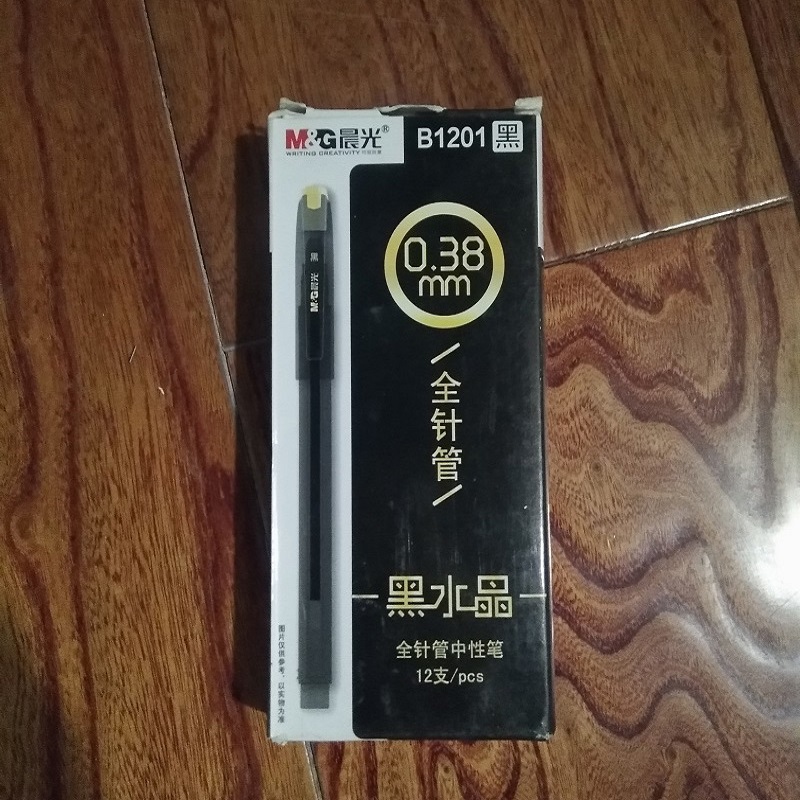 M&G晨光®
WRITING CREATIVITY
B1201 黑
0.38
mm
全针管
黑
M&G晨光
黑水晶
全针管中性笔
12支/pcs
图片仅供参考,以实物为准